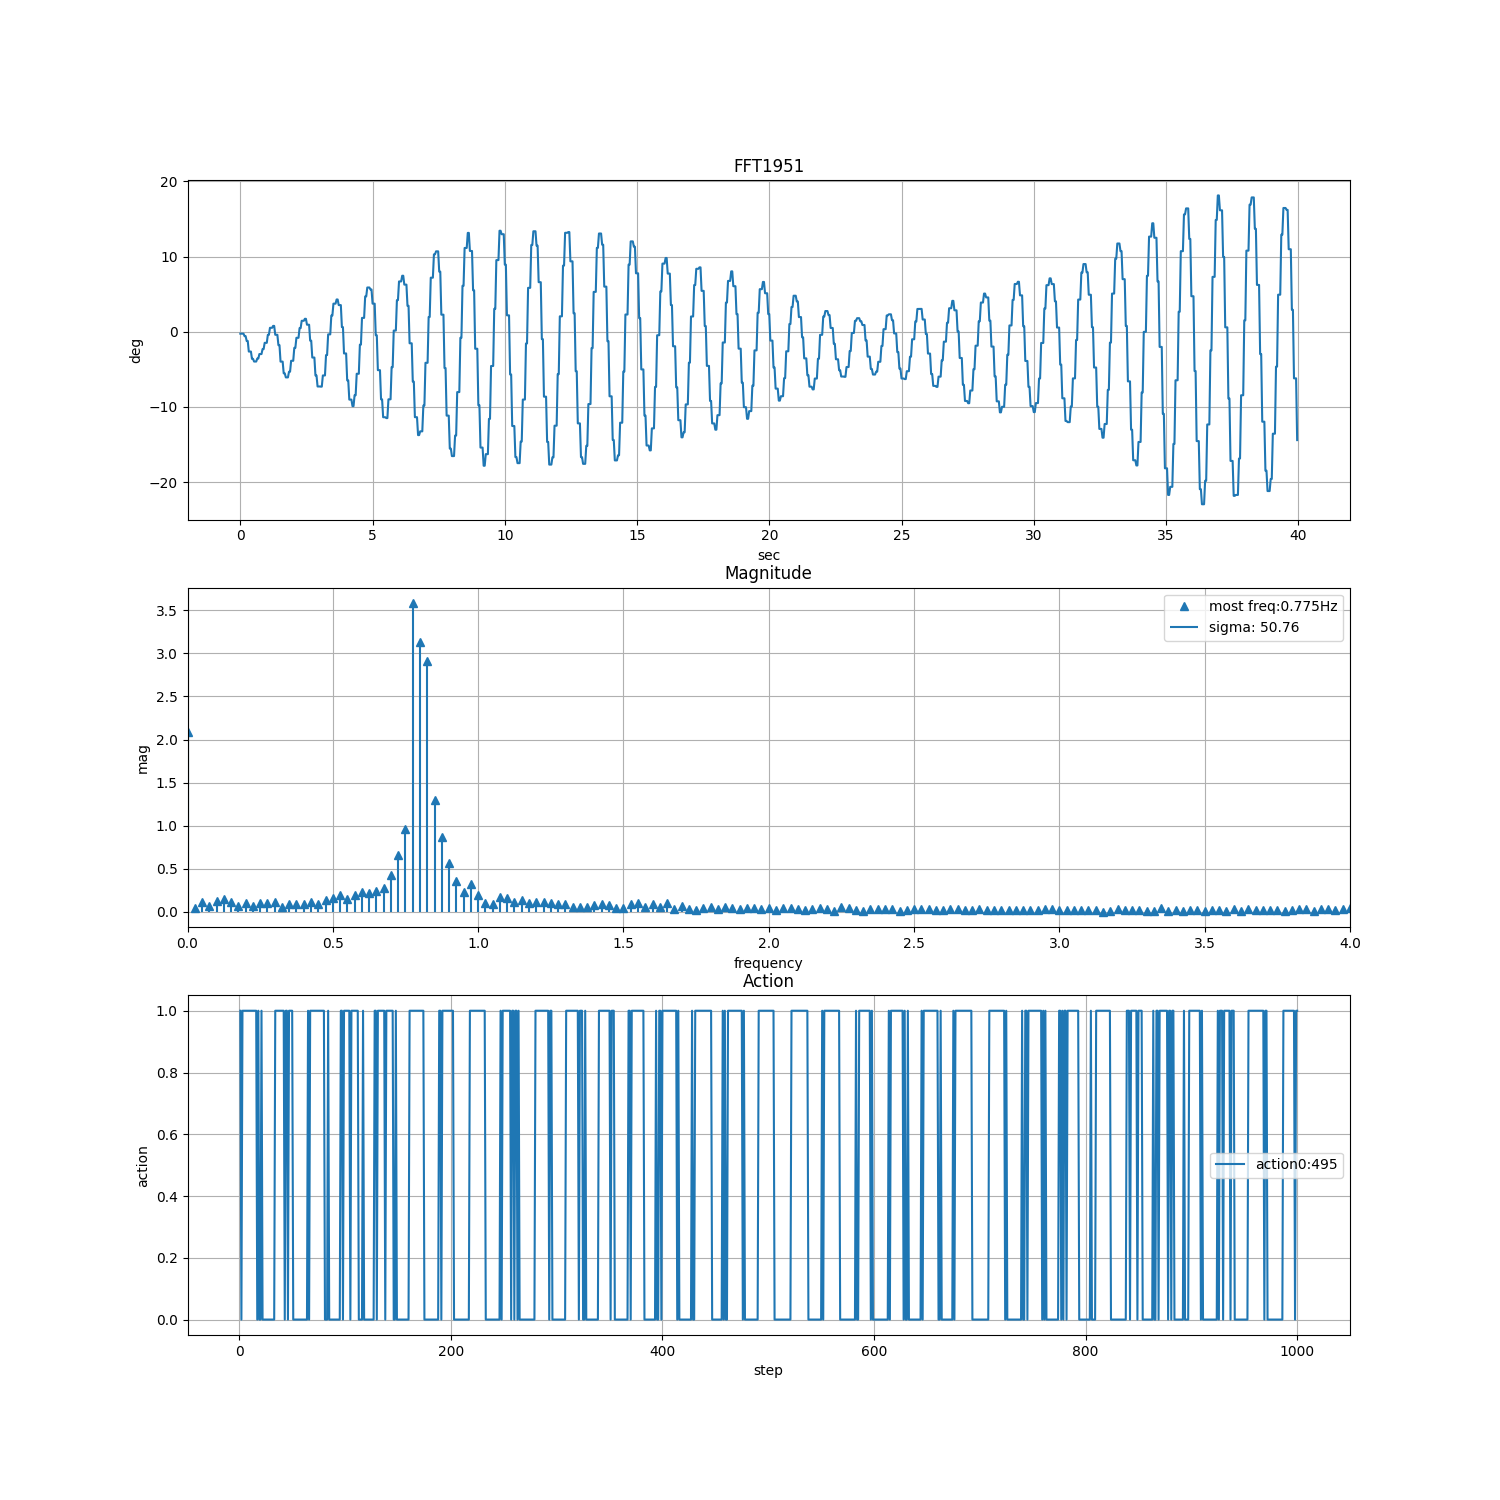 FFT1951
20
10
0
−10
−20
deg
0 5 10 15 20 25 30 35 40
sec
Magnitude
3.5
3.0
2.5
2.0
1.5
1.0
0.5
0.0
mag
most freq:0.775Hz
sigma: 50.76
0.0 0.5 1.0 1.5 2.0 2.5 3.0 3.5 4.0
frequency
Action
1.0
0.8
0.6
0.4
0.2
0.0
action
action0:495
0 200 400 600 800 1000
step